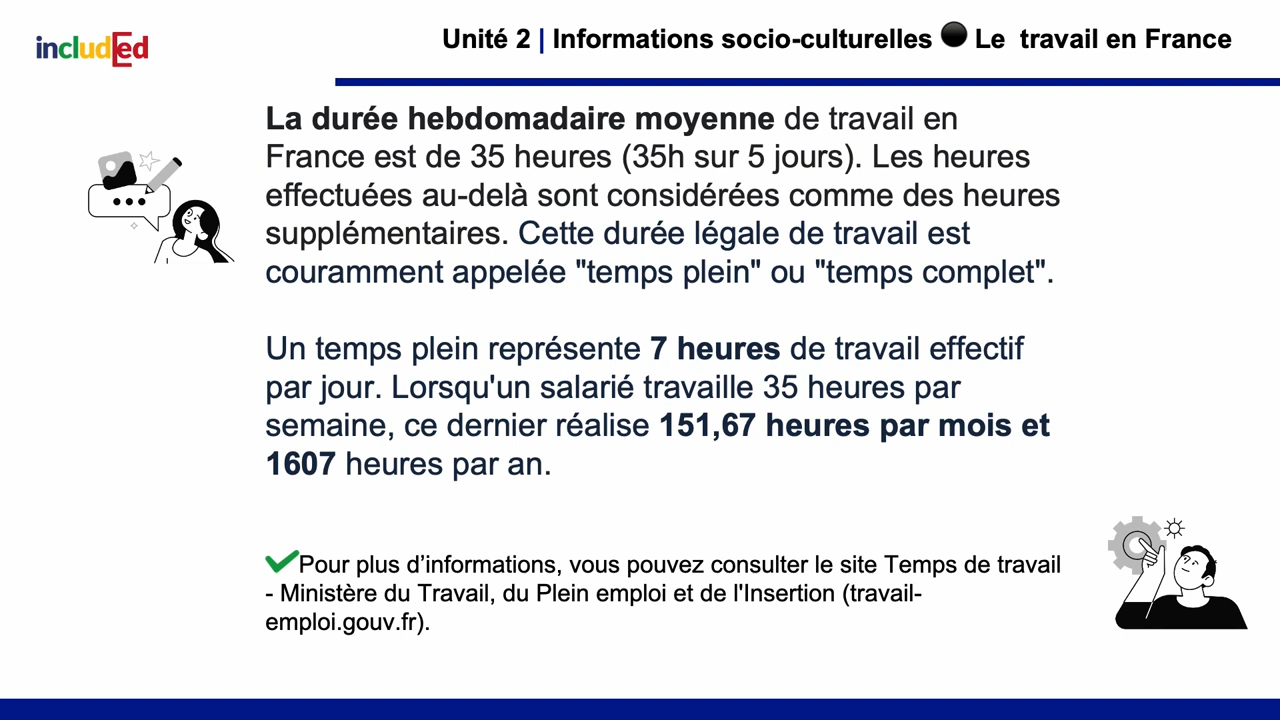 includEd
Unité 2 | Informations socio-culturelles ⚫ Le travail en France
La durée hebdomadaire moyenne de travail en
France est de 35 heures (35h sur 5 jours). Les heures
effectuées au-delà sont considérées comme des heures
supplémentaires. Cette durée légale de travail est
couramment appelée "temps plein" ou "temps complet".
Un temps plein représente 7 heures de travail effectif
par jour. Lorsqu'un salarié travaille 35 heures par
semaine, ce dernier réalise 151,67 heures par mois et
1607 heures par an.
✔Pour plus d’informations, vous pouvez consulter le site Temps de travail
- Ministère du Travail, du Plein emploi et de l'Insertion (travail-
emploi.gouv.fr).